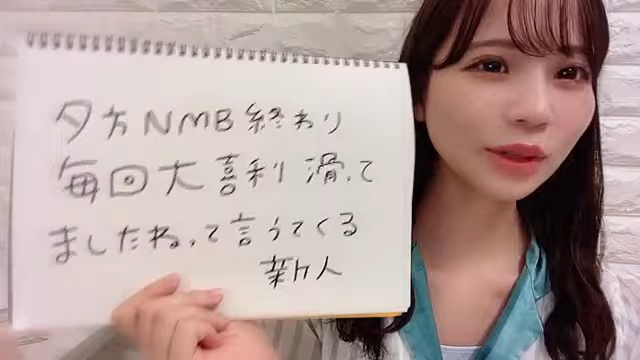 夕方NMB終わり
毎回大喜利滑って
ましたねって言うてくる
新人